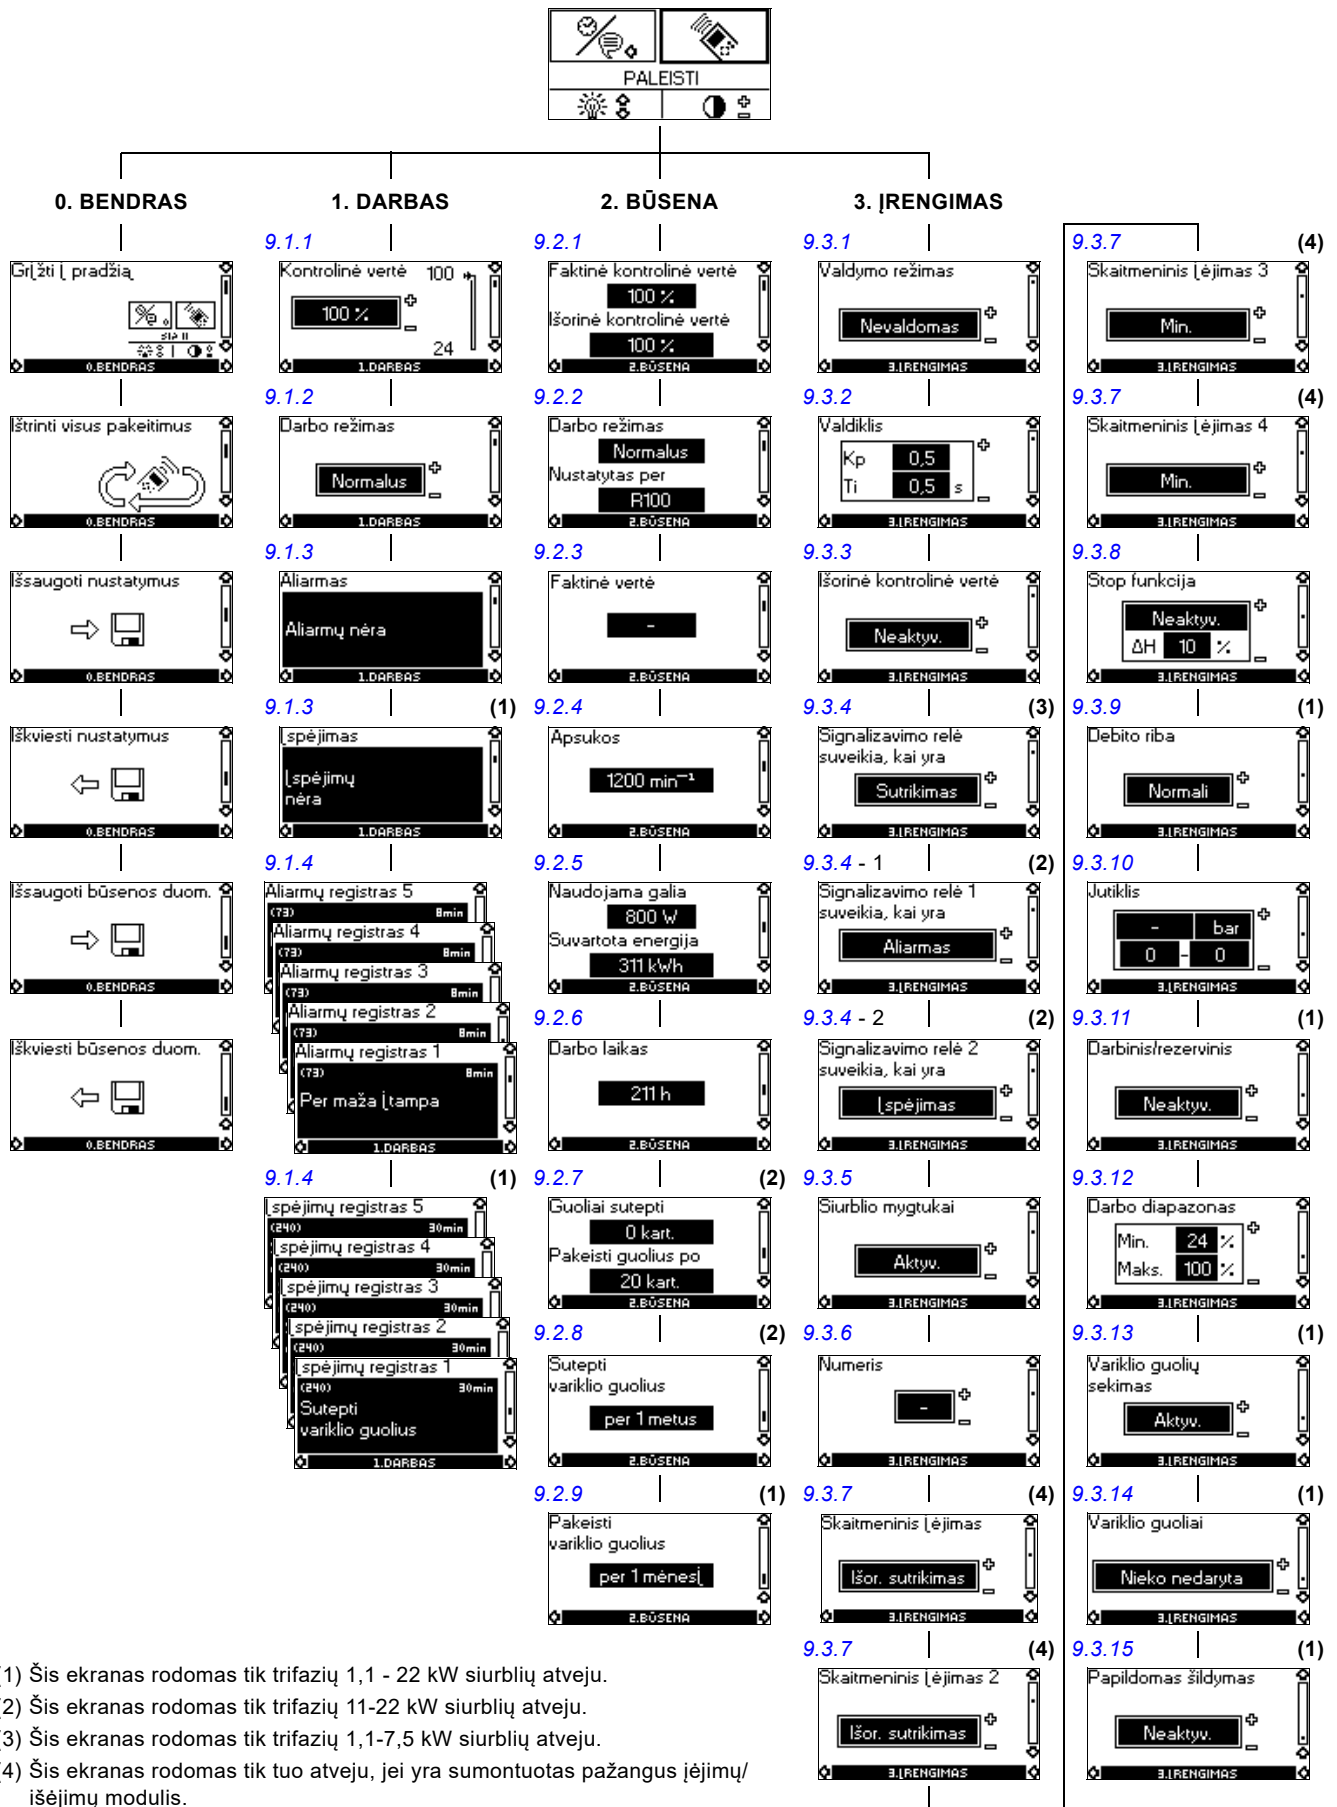 PALEISTI
0. BENDRAS
Grįžti į pradžią
0.BENDRAS
Ištrinti visus pakeitimus
0.BENDRAS
Išsaugoti nustatymus
0.BENDRAS
Iškviesti nustatymus
0.BENDRAS
Išsaugoti būsenos duom.
0.BENDRAS
Iškviesti būsenos duom.
0.BENDRAS
1. DARBAS
9.1.1
Kontrolinė vertė 100
100 %
24
1.DARBAS
9.1.2
Darbo režimas
Normalus
1.DARBAS
9.1.3
Aliarmas
Aliarmų nėra
1.DARBAS
9.1.3 (1)
Įspėjimas
Įspėjimų
nėra
1.DARBAS
9.1.4
Aliarmų registras 5
(73) 8min
Aliarmų registras 4
(73) 8min
Aliarmų registras 3
(73) 8min
Aliarmų registras 2
(73) 8min
Aliarmų registras 1
(73) 8min
Per maža įtampa
1.DARBAS
9.1.4 (1)
Įspėjimų registras 5
(240) 30min
Įspėjimų registras 4
(240) 30min
Įspėjimų registras 3
(240) 30min
Įspėjimų registras 2
(240) 30min
Įspėjimų registras 1
(240) 30min
Sutepti
variklio guolius
1.DARBAS
2. BŪSENA
9.2.1
Faktinė kontrolinė vertė
100 %
Išorinė kontrolinė vertė
100 %
2.BŪSENA
9.2.2
Darbo režimas
Normalus
Nustatytas per
R100
2.BŪSENA
9.2.3
Faktinė vertė
-
2.BŪSENA
9.2.4
Apsukos
1200 min⁻¹
2.BŪSENA
9.2.5
Naudojama galia
800 W
Suvartota energija
311 kWh
2.BŪSENA
9.2.6
Darbo laikas
211 h
2.BŪSENA
9.2.7 (2)
Guoliai sutepti
0 kart.
Pakeisti guolius po
20 kart.
2.BŪSENA
9.2.8 (2)
Sutepti
variklio guolius
per 1 metus
2.BŪSENA
9.2.9 (1)
Pakeisti
variklio guolius
per 1 mėnesį
2.BŪSENA
3. ĮRENGIMAS
9.3.1
Valdymo režimas
Nevaldomas
3.ĮRENGIMAS
9.3.2
Valdiklis
Kp 0,5
Ti 0,5 s
3.ĮRENGIMAS
9.3.3
Išorinė kontrolinė vertė
Neaktyv.
3.ĮRENGIMAS
9.3.4 (3)
Signalizavimo relė
suveikia, kai yra
Sutrikimas
3.ĮRENGIMAS
9.3.4 - 1 (2)
Signalizavimo relė 1
suveikia, kai yra
Aliarmas
3.ĮRENGIMAS
9.3.4 - 2 (2)
Signalizavimo relė 2
suveikia, kai yra
Įspėjimas
3.ĮRENGIMAS
9.3.5
Siurblio mygtukai
Aktyv.
3.ĮRENGIMAS
9.3.6
Numeris
-
3.ĮRENGIMAS
9.3.7 (4)
Skaitmeninis įėjimas
Išor. sutrikimas
3.ĮRENGIMAS
9.3.7 (4)
Skaitmeninis įėjimas 2
Išor. sutrikimas
3.ĮRENGIMAS
9.3.7 (4)
Skaitmeninis įėjimas 3
Min.
3.ĮRENGIMAS
9.3.7 (4)
Skaitmeninis įėjimas 4
Min.
3.ĮRENGIMAS
9.3.8
Stop funkcija
Neaktyv.
ΔH 10 %
3.ĮRENGIMAS
9.3.9 (1)
Debito riba
Normali
3.ĮRENGIMAS
9.3.10
Jutiklis
- bar
0 - 0
3.ĮRENGIMAS
9.3.11 (1)
Darbinis/rezervinis
Neaktyv.
3.ĮRENGIMAS
9.3.12
Darbo diapazonas
Min. 24 %
Maks. 100 %
3.ĮRENGIMAS
9.3.13 (1)
Variklio guolių
sekimas
Aktyv.
3.ĮRENGIMAS
9.3.14 (1)
Variklio guoliai
Nieko nedaryta
3.ĮRENGIMAS
9.3.15 (1)
Papildomas šildymas
Neaktyv.
3.ĮRENGIMAS
(1) Šis ekranas rodomas tik trifazių 1,1 - 22 kW siurblių atveju.
(2) Šis ekranas rodomas tik trifazių 11-22 kW siurblių atveju.
(3) Šis ekranas rodomas tik trifazių 1,1-7,5 kW siurblių atveju.
(4) Šis ekranas rodomas tik tuo atveju, jei yra sumontuotas pažangus įėjimų/
išėjimų modulis.